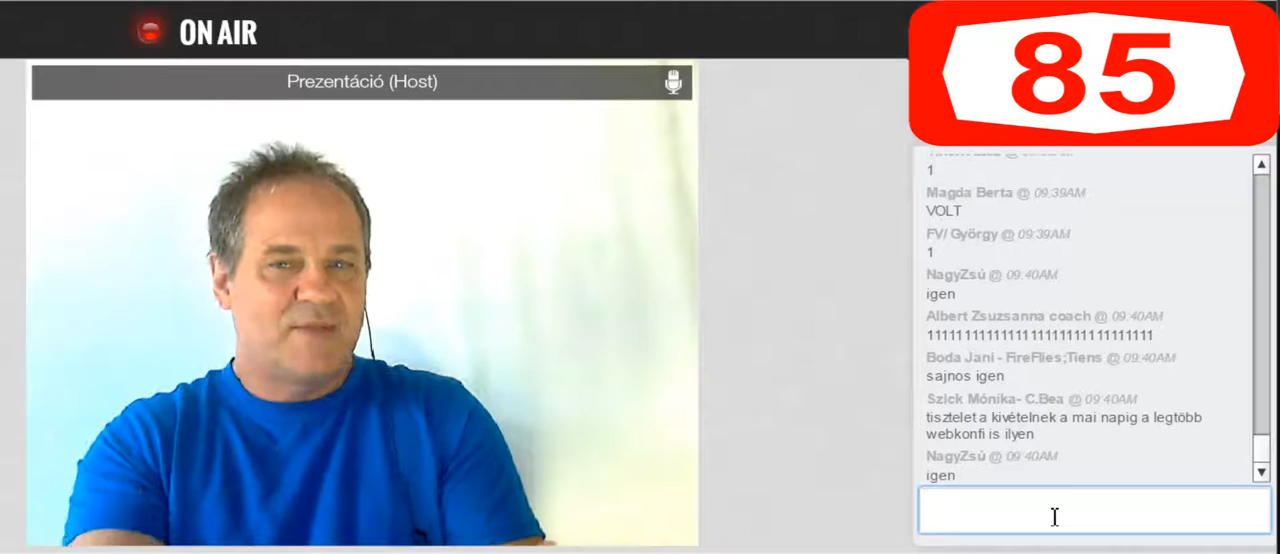 ON AIR
85
Prezentáció (Host)
1
Magda Berta @ 09:39AM
VOLT
FV/ György @ 09:39AM
1
NagyZsú @ 09:40AM
igen
Albert Zsuzsanna coach @ 09:40AM
11111111111111111111111111111111
Boda Jani - FireFlies;Tiens @ 09:40AM
sajnos igen
Szick Mónika- C.Bea @ 09:40AM
tisztelet a kivételnek a mai napig a legtöbb
webkonfi is ilyen
NagyZsú @ 09:40AM
igen